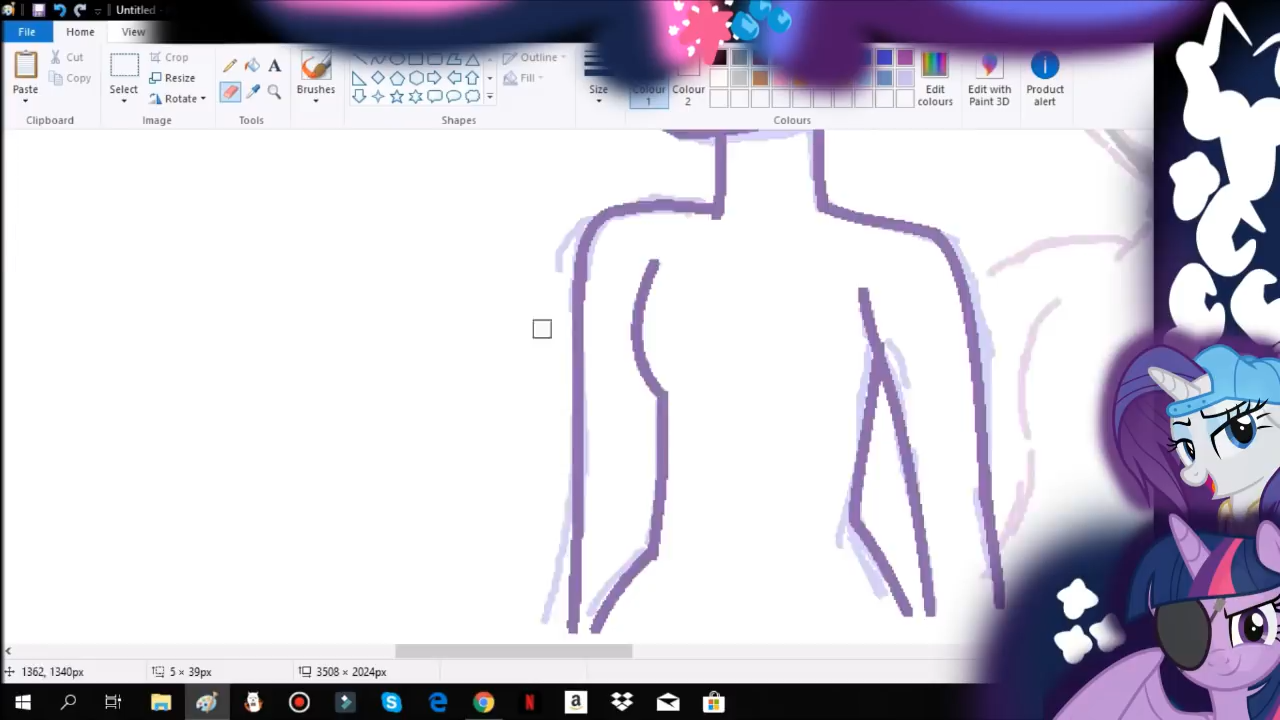 Untitled -
File
Home
View
Paste
Cut
Copy
Clipboard
Select
Crop
Resize
Rotate
Image
Tools
Brushes
Shapes
Outline
Fill
Size
Colour 1
Colour 2
Colours
Edit colours
Edit with Paint 3D
Product alert
1362, 1340px
5 × 39px
3508 × 2024px